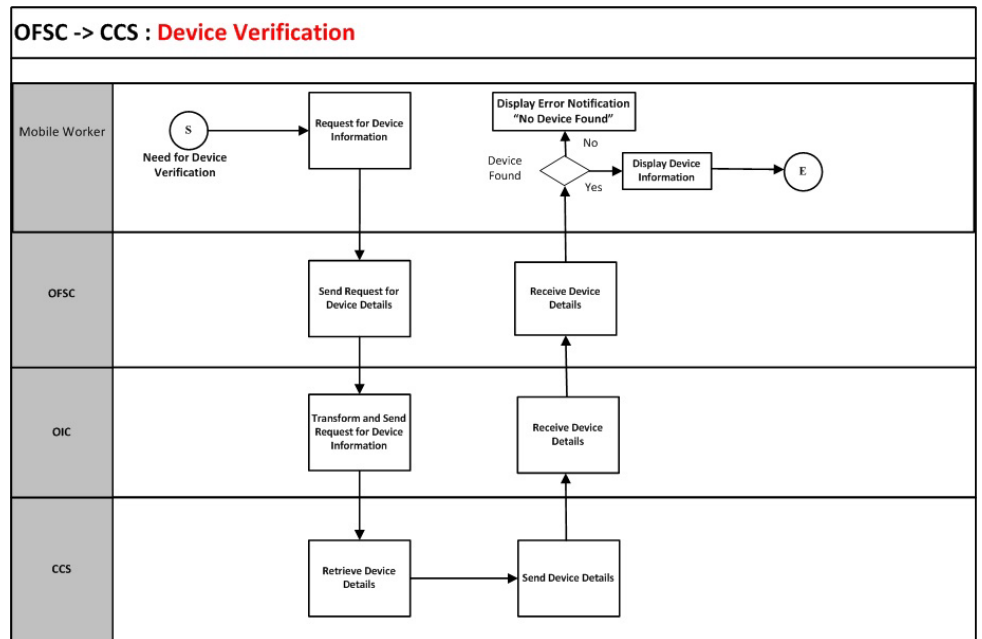 OFSC -> CCS : Device Verification
Mobile Worker
S
Need for Device
Verification
Request for Device
Information
Display Error Notification
“No Device Found”
No
Device
Found
Yes
Display Device
Information
E
OFSC
Send Request for
Device Details
Receive Device
Details
OIC
Transform and Send
Request for Device
Information
Receive Device
Details
CCS
Retrieve Device
Details
Send Device Details